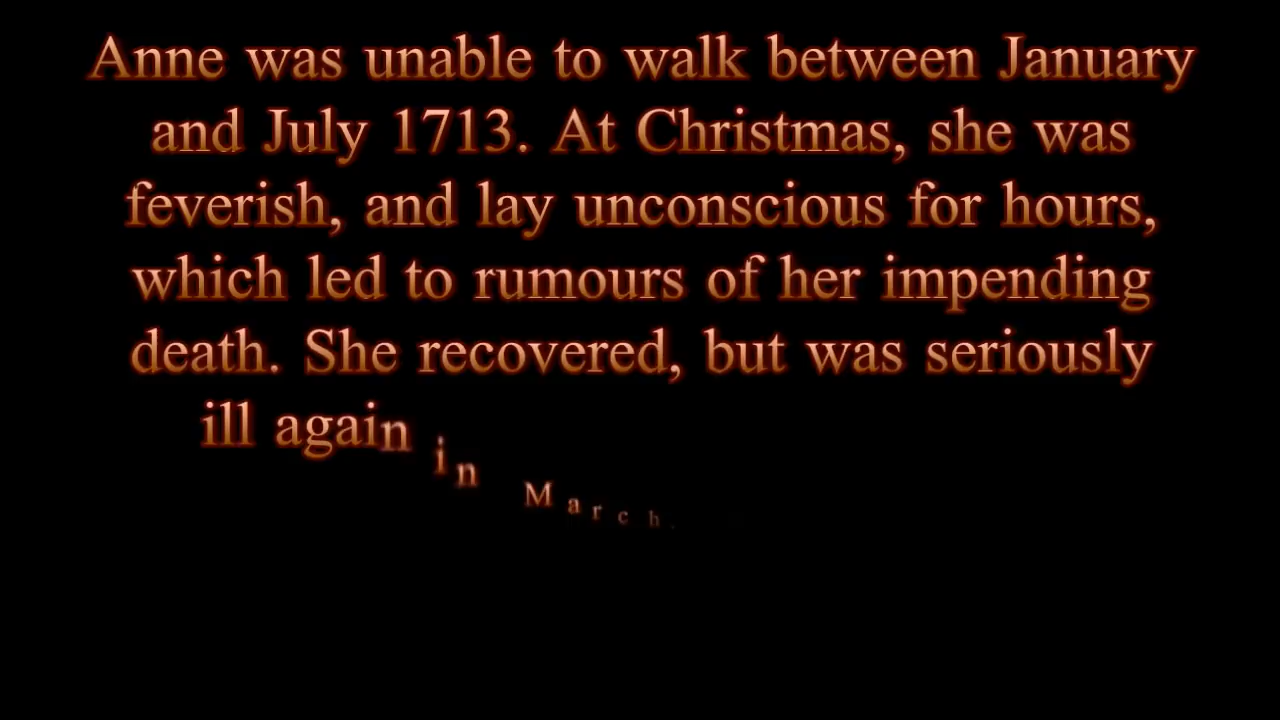 Anne was unable to walk between January
and July 1713. At Christmas, she was
feverish, and lay unconscious for hours,
which led to rumours of her impending
death. She recovered, but was seriously
ill again in March.